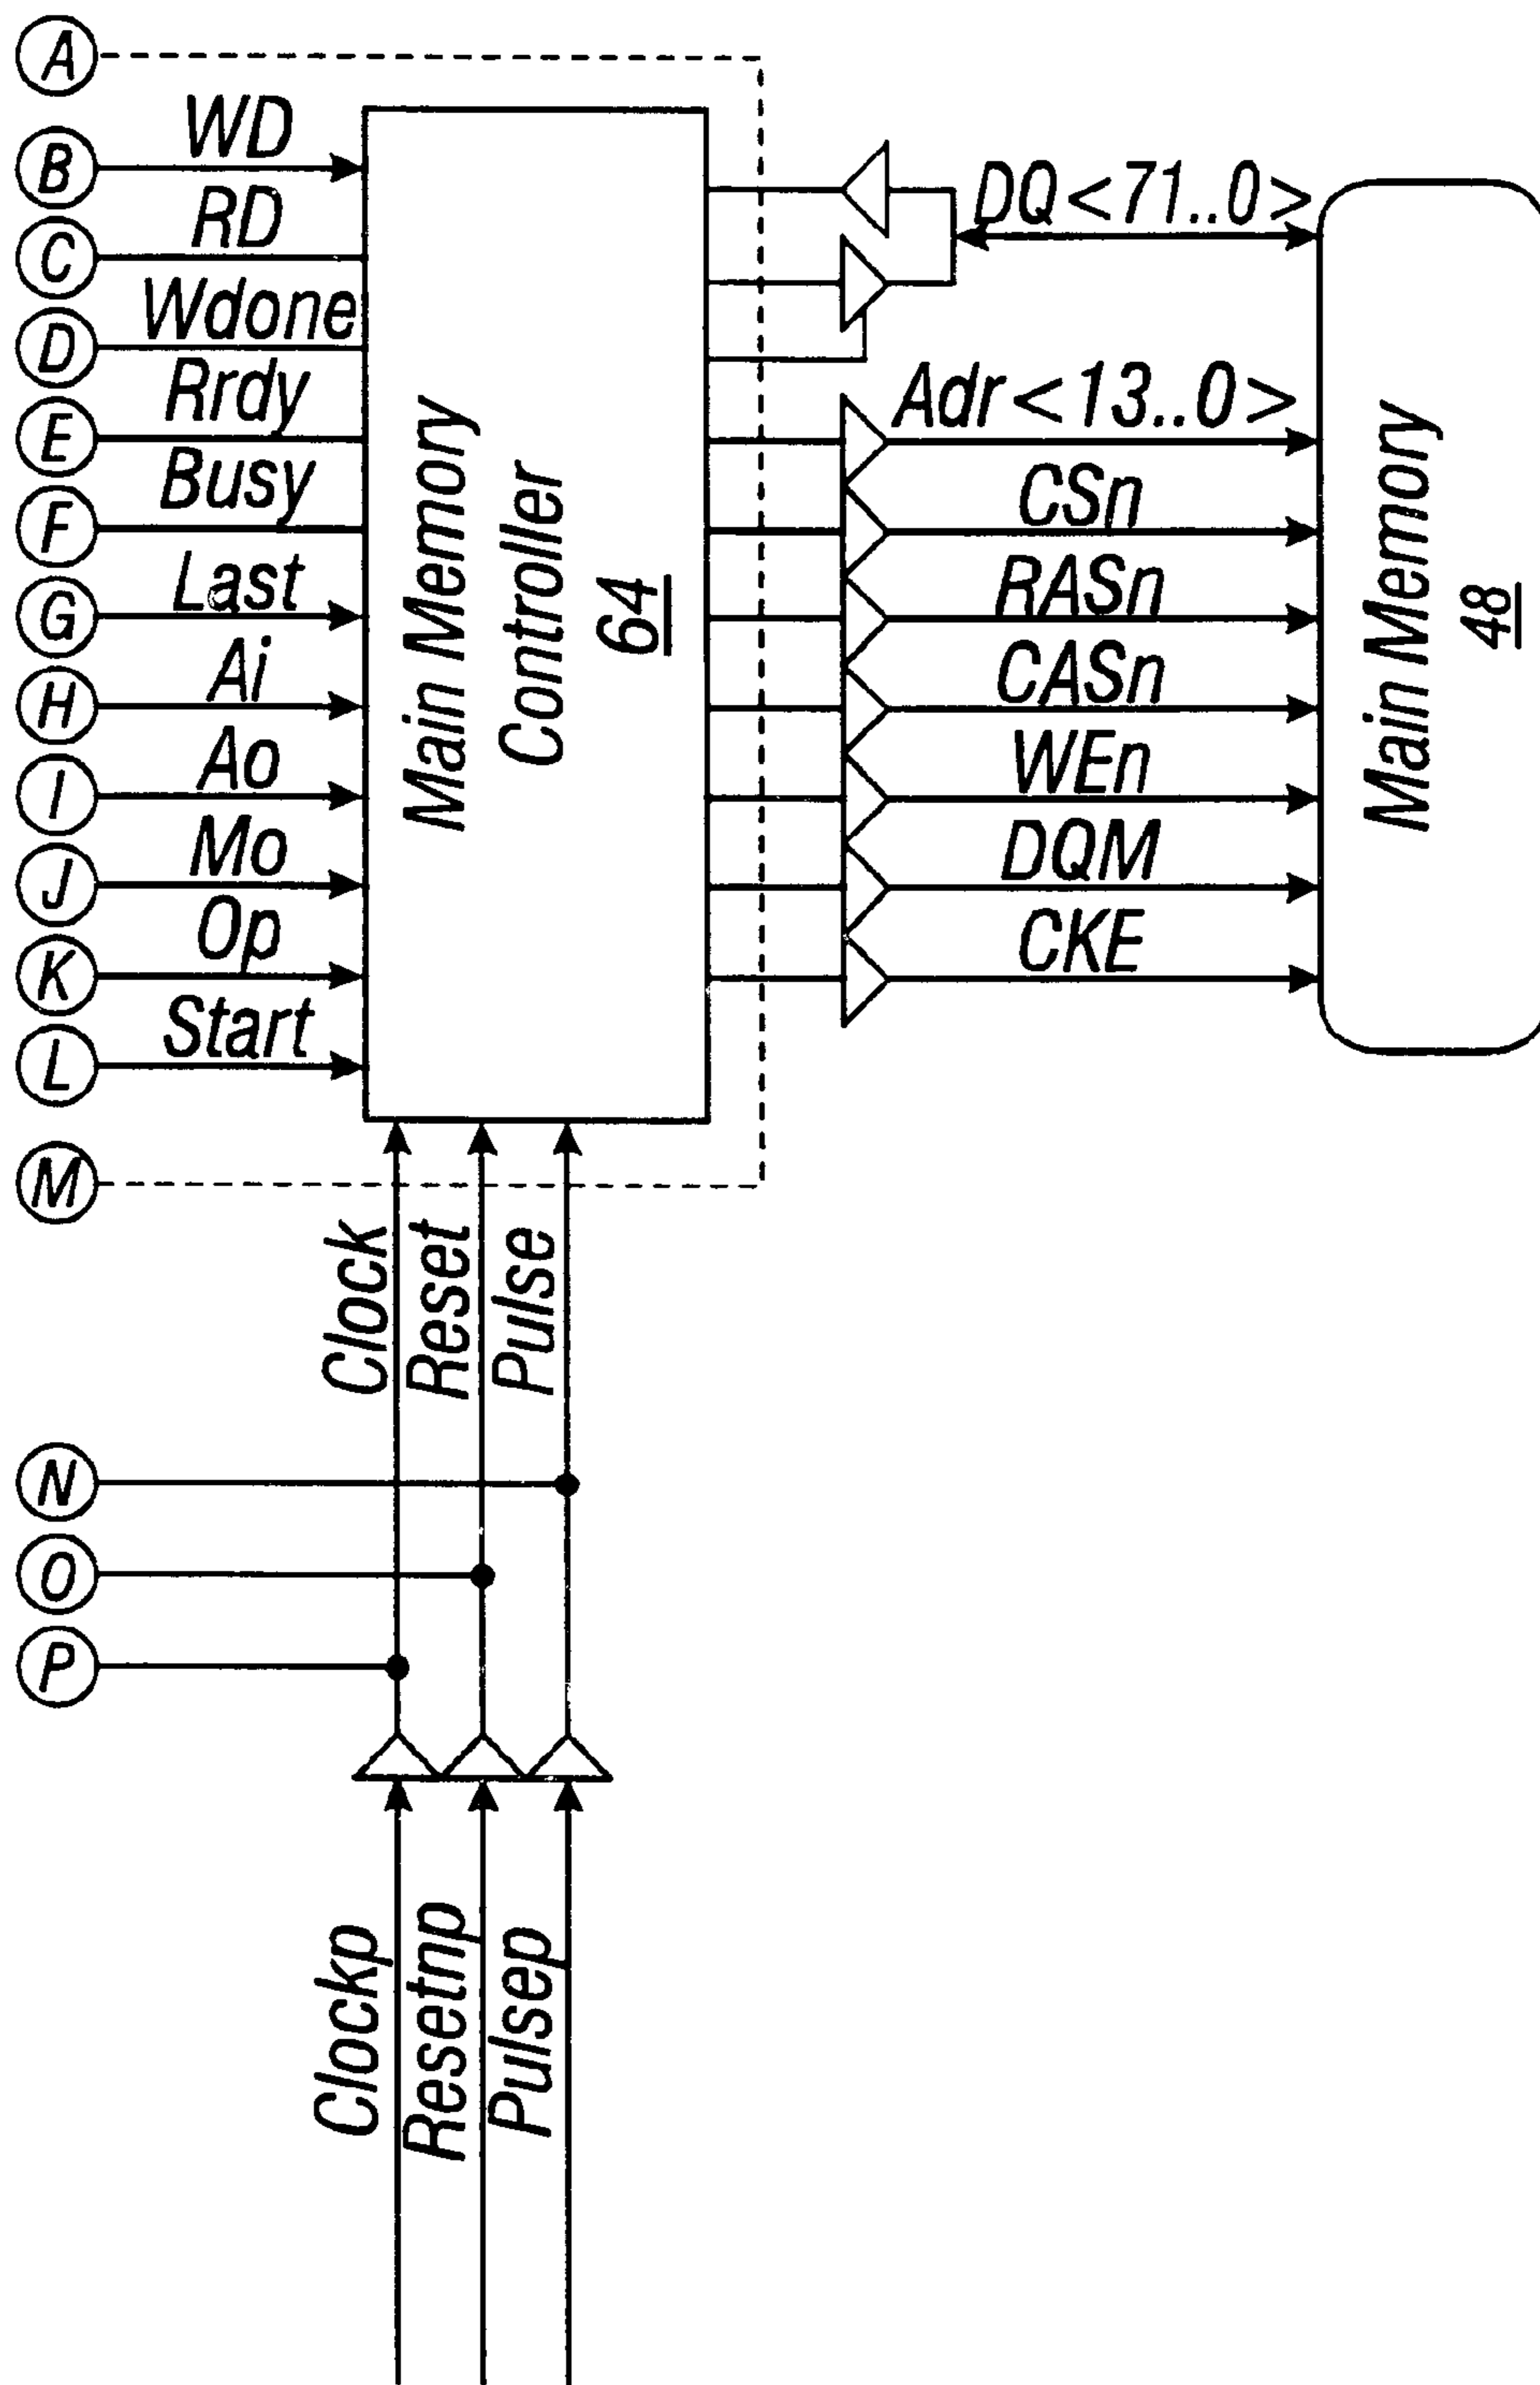 A
B WD
C RD
D Wdone
E Rrdy
F Busy
G Last
H Ai
I Ao
J Mo
K Op
L Start
M
Main Memory
Controller
64
DQ<71..0>
Adr<13..0>
CSn
RASn
CASn
WEn
DQM
CKE
Main Memory
48
Clock
Reset
Pulse
N
O
P
Clockp
Resetnp
Pulsep